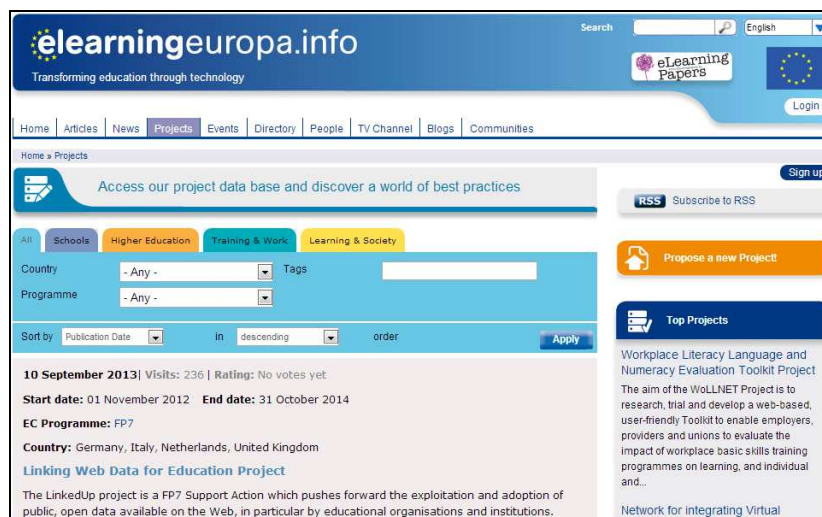 Search
English
elearningeuropa.info
Transforming education through technology
eLearning
Papers
Login
Home Articles News Projects Events Directory People TV Channel Blogs Communities
Home » Projects
Sign up
Access our project data base and discover a world of best practices
RSS Subscribe to RSS
All Schools Higher Education Training & Work Learning & Society
Country - Any - Tags
Programme - Any -
Sort by Publication Date in descending order Apply
10 September 2013| Visits: 236 | Rating: No votes yet
Start date: 01 November 2012 End date: 31 October 2014
EC Programme: FP7
Country: Germany, Italy, Netherlands, United Kingdom
Linking Web Data for Education Project
The LinkedUp project is a FP7 Support Action which pushes forward the exploitation and adoption of
public, open data available on the Web, in particular by educational organisations and institutions.
Propose a new Project!
Top Projects
Workplace Literacy Language and
Numeracy Evaluation Toolkit Project
The aim of the WoLLNET Project is to
research, trial and develop a web-based,
user-friendly Toolkit to enable employers,
providers and unions to evaluate the
impact of workplace basic skills training
programmes on learning, and individual
and...
Network for integrating Virtual